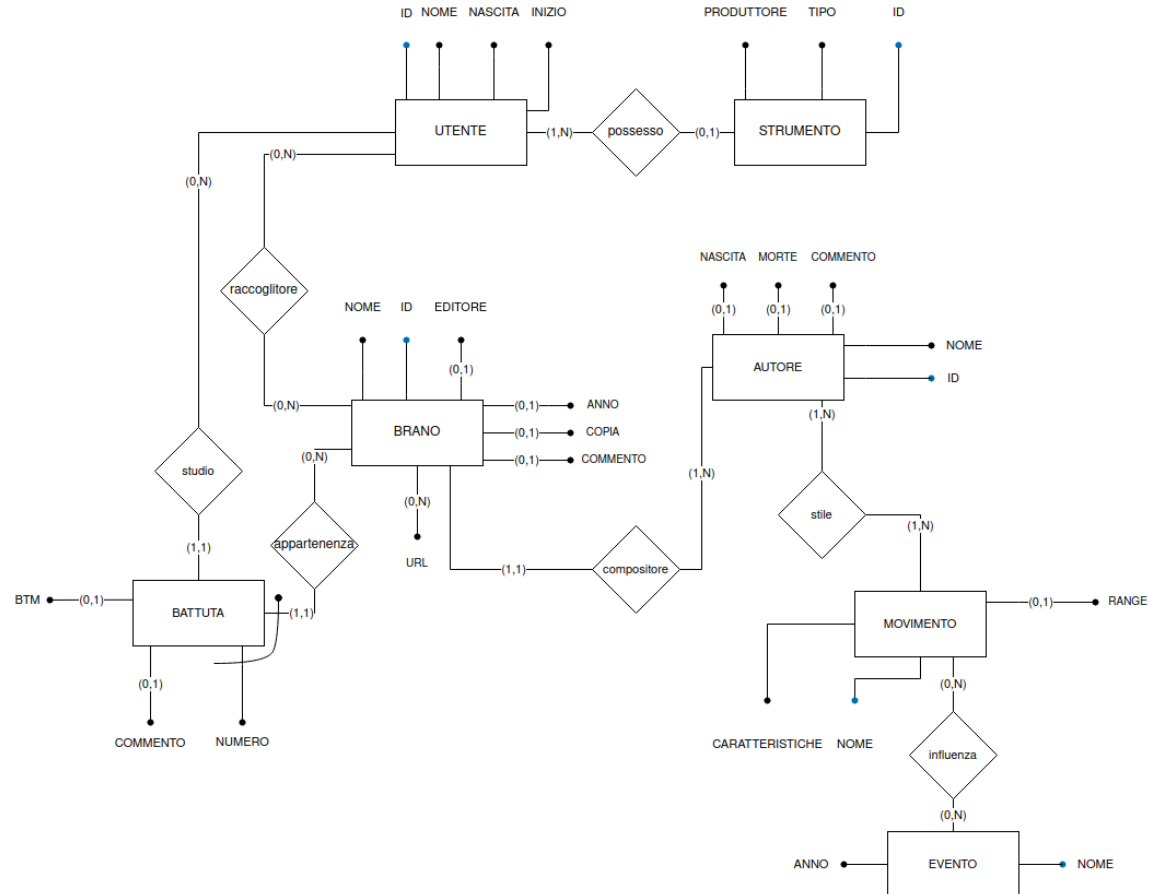 ID NOME NASCITA INIZIO PRODUTTORE TIPO ID
UTENTE (1,N) possesso (0,1) STRUMENTO
(0,N)
(0,N)
NASCITA MORTE COMMENTO
raccoglitore
NOME ID EDITORE
(0,1) (0,1) (0,1)
NOME
AUTORE
(0,1)
ID
(0,N) (0,1) ANNO
(1,N)
BRANO (0,1) COPIA
(0,N) (0,1) COMMENTO
studio
(1,N)
(0,N)
stile
(1,N)
appartenenza
(1,1)
URL
(1,1) compositore
BTM (0,1)
BATTUTA (1,1)
(0,1) RANGE
MOVIMENTO
(0,1)
(0,N)
COMMENTO NUMERO
CARATTERISTICHE NOME
influenza
(0,N)
ANNO EVENTO NOME